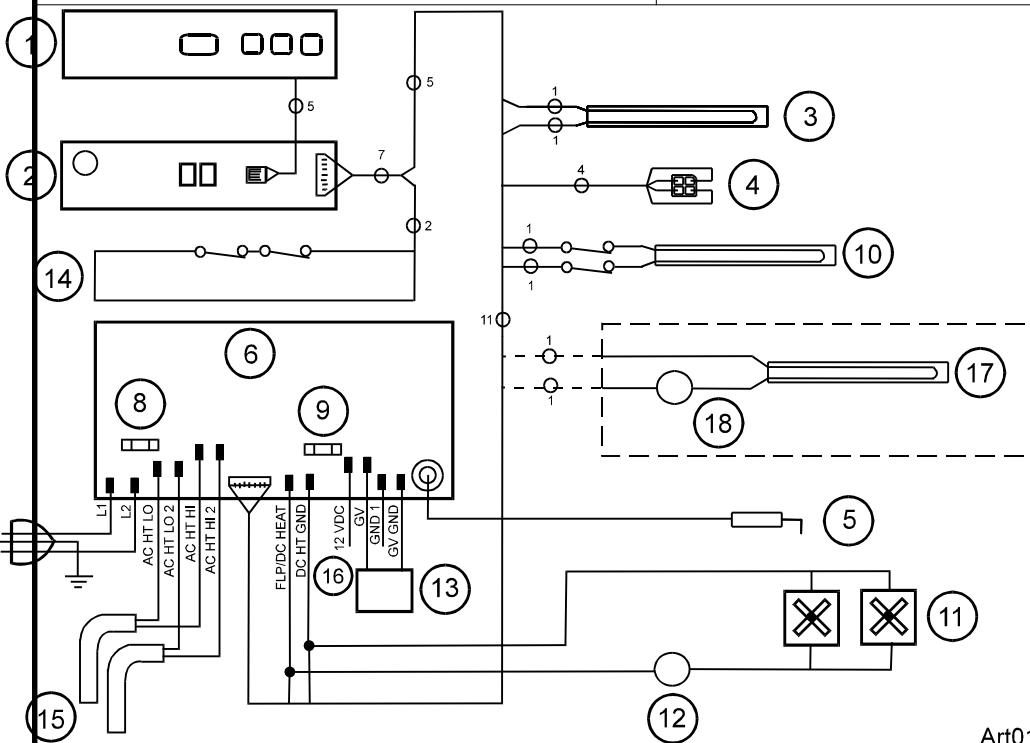 1
5
5
1
1
3
2
7
4
4
2
14
1
1
10
11
6
1
1
17
8
9
18
L1
L2
AC HT LO
AC HT LO 2
AC HT HI
AC HT HI 2
FLP/DC HEAT
DC HT GND
12 VDC
GV
GND 1
GV GND
5
16
13
11
15
12
Art01